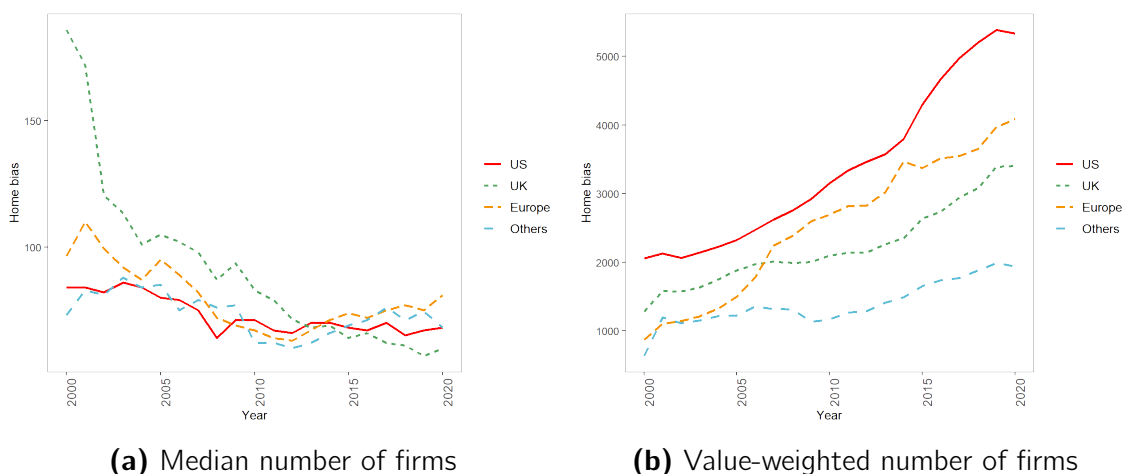 Home bias
150
100
2000
2005
2010
2015
2020
Year
US
UK
Europe
Others
(a) Median number of firms
Home bias
5000
4000
3000
2000
1000
2000
2005
2010
2015
2020
Year
US
UK
Europe
Others
(b) Value-weighted number of firms